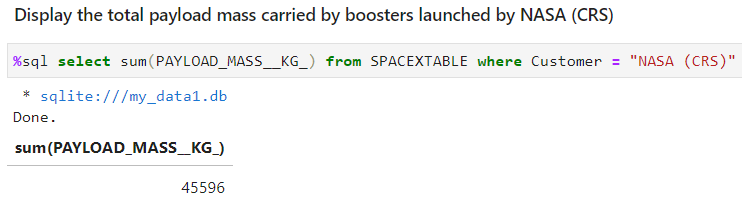 Display the total payload mass carried by boosters launched by NASA (CRS)
%sql select sum(PAYLOAD_MASS__KG_) from SPACEXTABLE where Customer = "NASA (CRS)"
* sqlite:///my_data1.db
Done.
sum(PAYLOAD_MASS__KG_)
45596